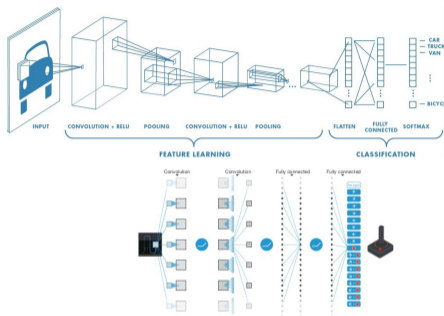 CAR
TRUCK
VAN
BICYC
INPUT
CONVOLUTION + RELU
POOLING
CONVOLUTION + RELU
POOLING
FLATTEN
FULLY
CONNECTED
SOFTMAX
FEATURE LEARNING
CLASSIFICATION
Convolution
Convolution
Fully connected
Fully connected